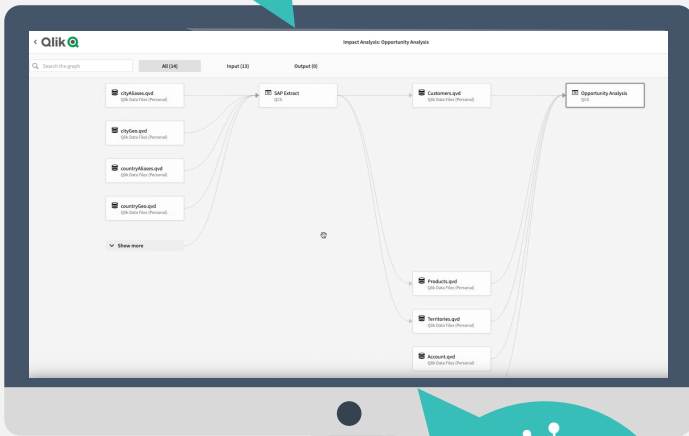 Qlik
Impact Analysis: Opportunity Analysis
Search the graph
All (14)
Input (13)
Output (0)
cityAliases.qvd
Qlik Data Files (Personal)
SAP Extract
QCS
Customers.qvd
Qlik Data Files (Personal)
Opportunity Analysis
QCS
cityGeo.qvd
Qlik Data Files (Personal)
countryAliases.qvd
Qlik Data Files (Personal)
countryGeo.qvd
Qlik Data Files (Personal)
Show more
Products.qvd
Qlik Data Files (Personal)
Territories.qvd
Qlik Data Files (Personal)
Account.qvd
Qlik Data Files (Personal)